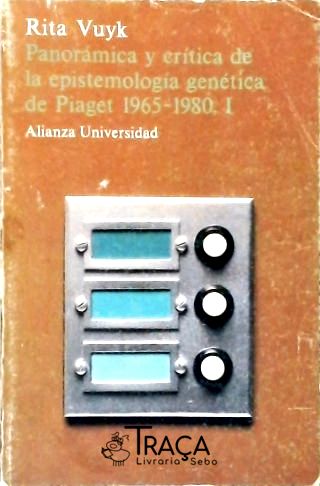 Rita Vuyk
Panorámica y crítica de
la epistemología genética
de Piaget 1965-1980, I
Alianza Universidad
TRAÇA
Livraria Sebo